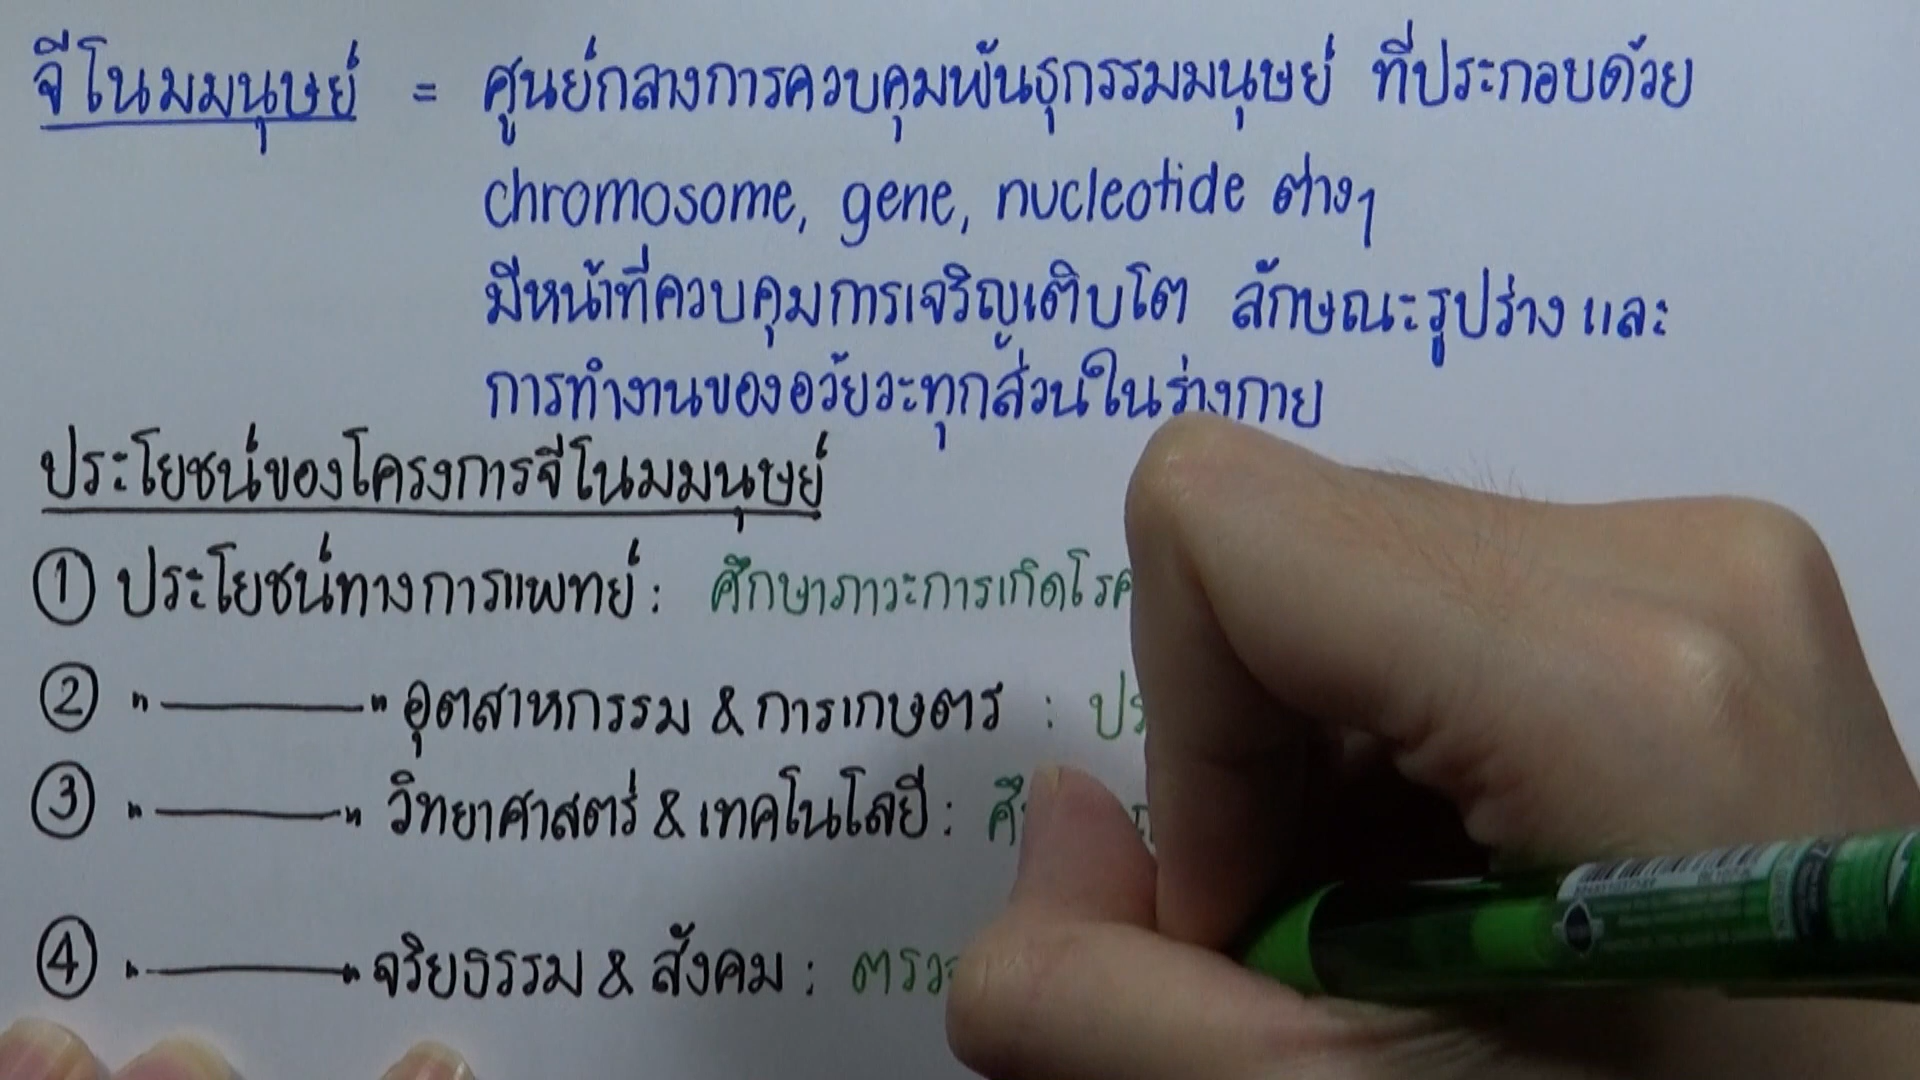 จีโนมมนุษย์ = ศูนย์กลางการควบคุมพันธุกรรมมนุษย์ ที่ประกอบด้วย
chromosome, gene, nucleotide ต่างๆ
มีหน้าที่ควบคุมการเจริญเติบโต ลักษณะรูปร่าง และ
การทำงานของอวัยวะทุกส่วนในร่างกาย
ประโยชน์ของโครงการจีโนมมนุษย์
① ประโยชน์ทางการแพทย์ : ศึกษาภาวะการเกิดโรค
② "———" อุตสาหกรรม & การเกษตร :
③ "———" วิทยาศาสตร์ & เทคโนโลยี :
④ "———" จริยธรรม & สังคม :